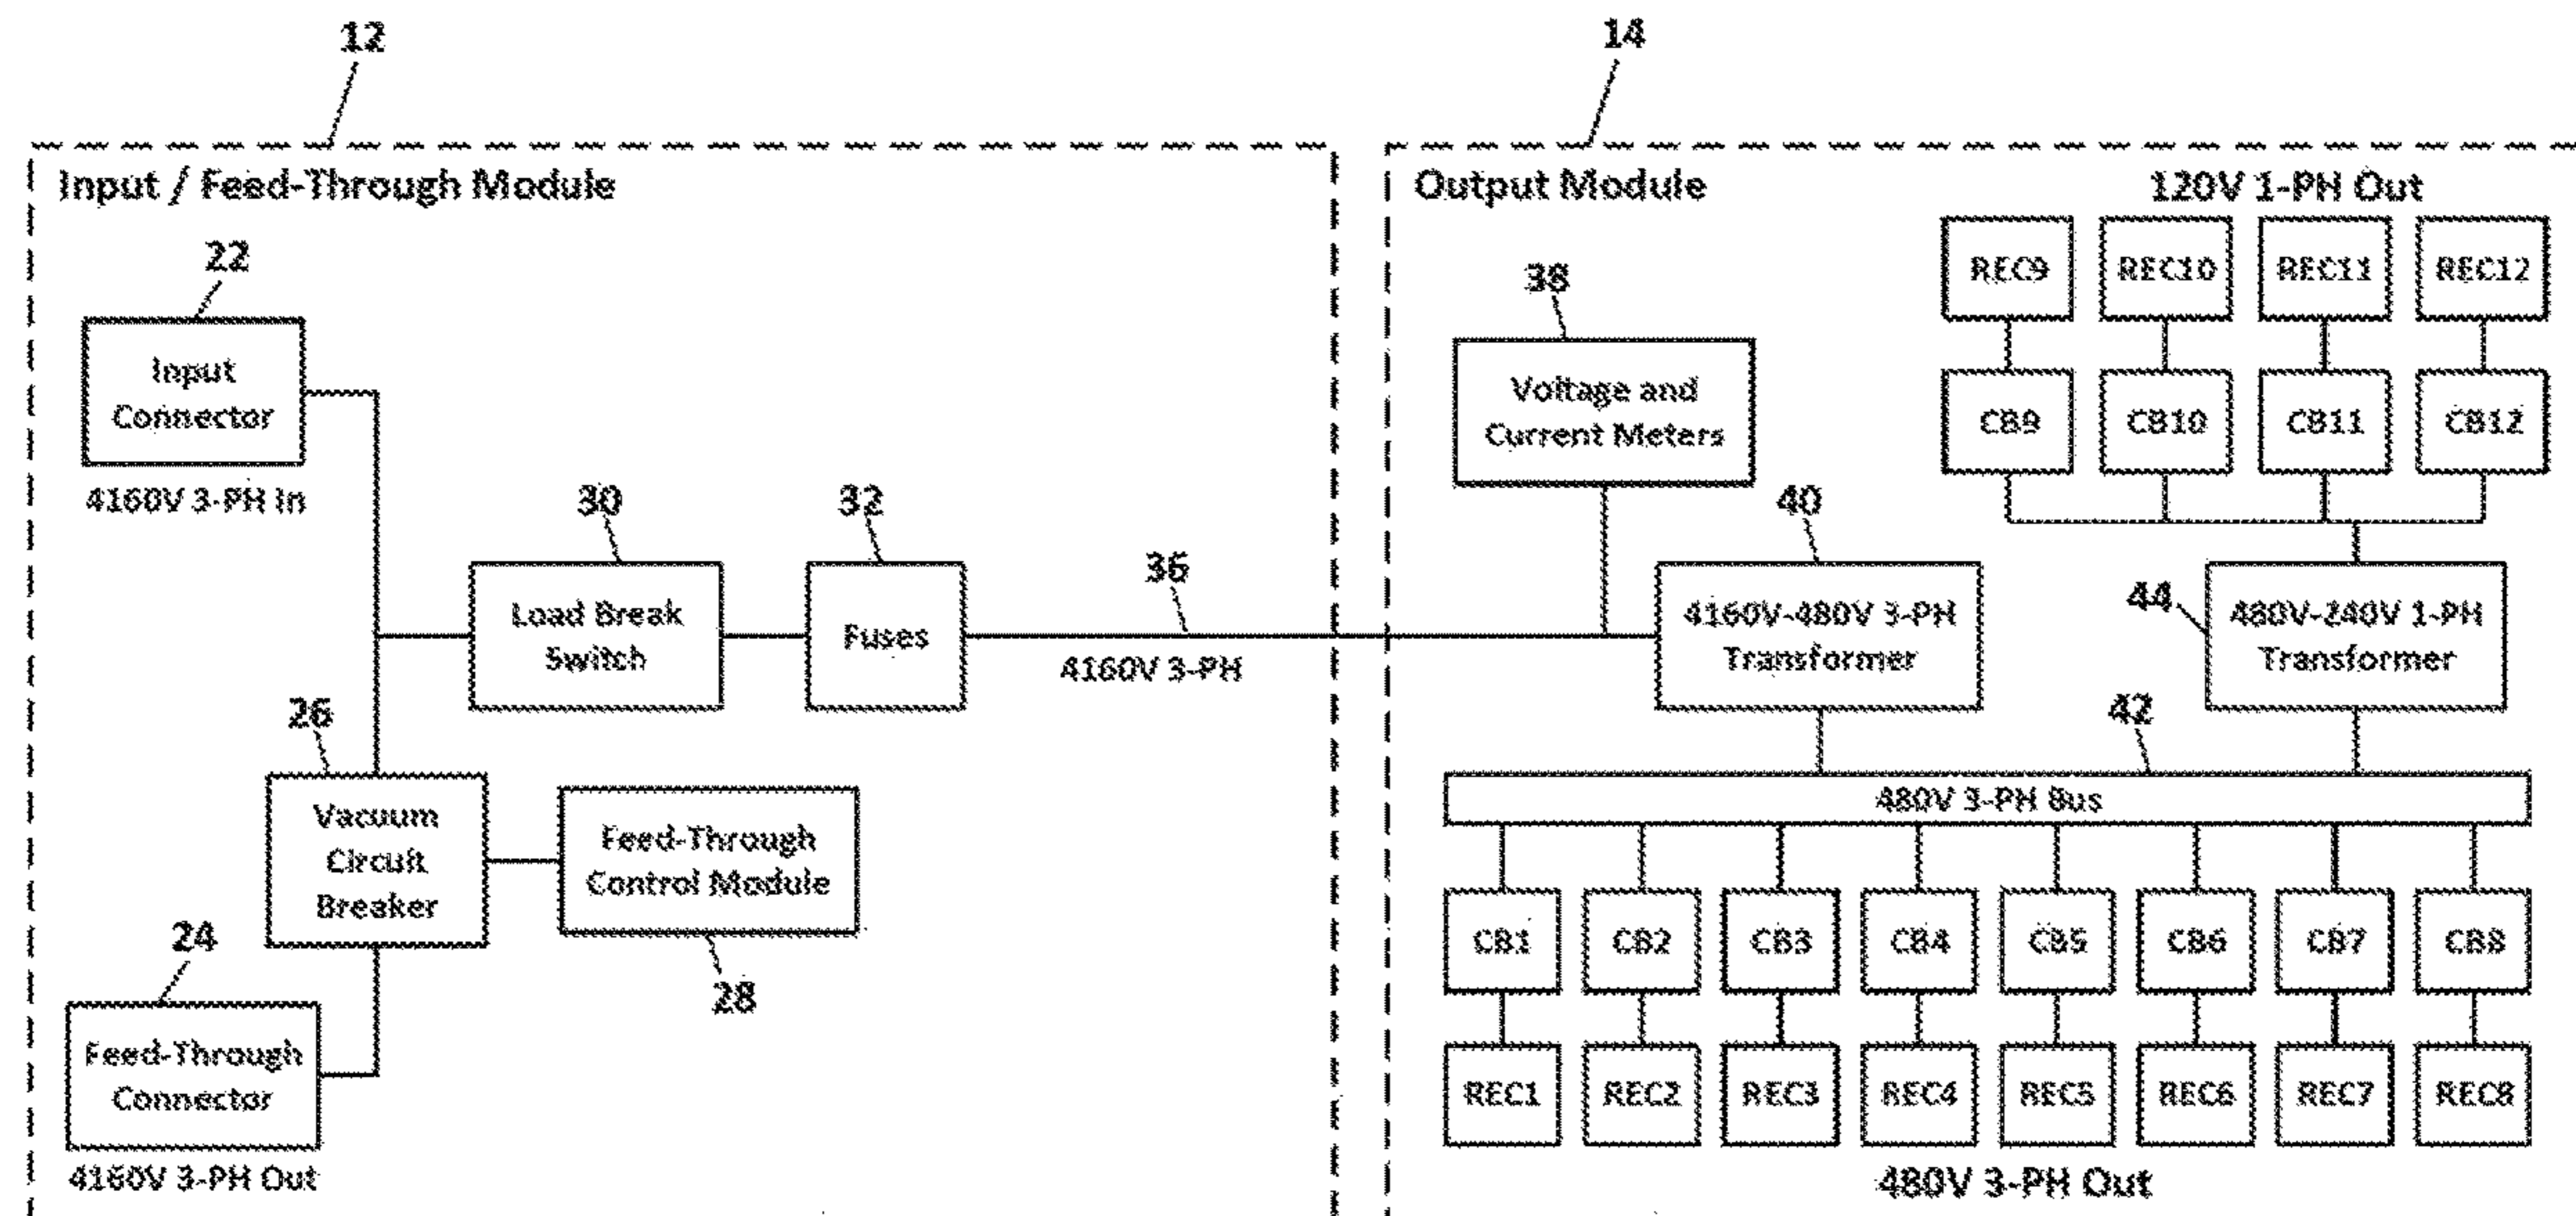 12
14
Input / Feed-Through Module
22
Input
Connector
4160V 3-PH In
30
Load Break
Switch
32
Fuses
36
4160V 3-PH
26
Vacuum
Circuit
Breaker
Feed-Through
Control Module
28
24
Feed-Through
Connector
4160V 3-PH Out
Output Module
120V 1-PH Out
REC9
REC10
REC11
REC12
38
Voltage and
Current Meters
CB9
CB10
CB11
CB12
40
4160V-480V 3-PH
Transformer
44
480V-240V 1-PH
Transformer
42
480V 3-PH Bus
CB1
CB2
CB3
CB4
CB5
CB6
CB7
CB8
REC1
REC2
REC3
REC4
REC5
REC6
REC7
REC8
480V 3-PH Out